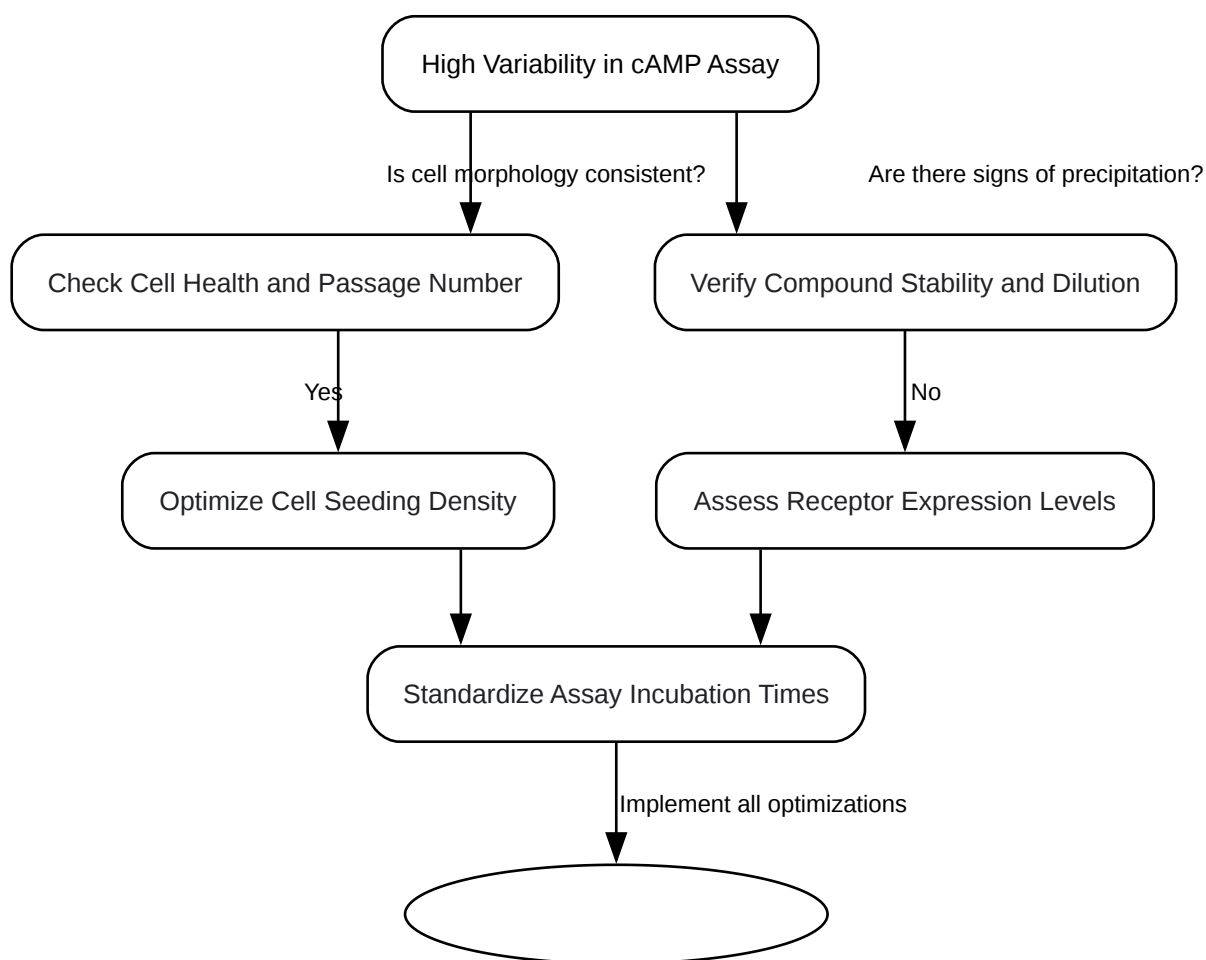 High Variability in cAMP Assay
Is cell morphology consistent?
Are there signs of precipitation?
Check Cell Health and Passage Number
Verify Compound Stability and Dilution
Yes
No
Optimize Cell Seeding Density
Assess Receptor Expression Levels
Standardize Assay Incubation Times
Implement all optimizations